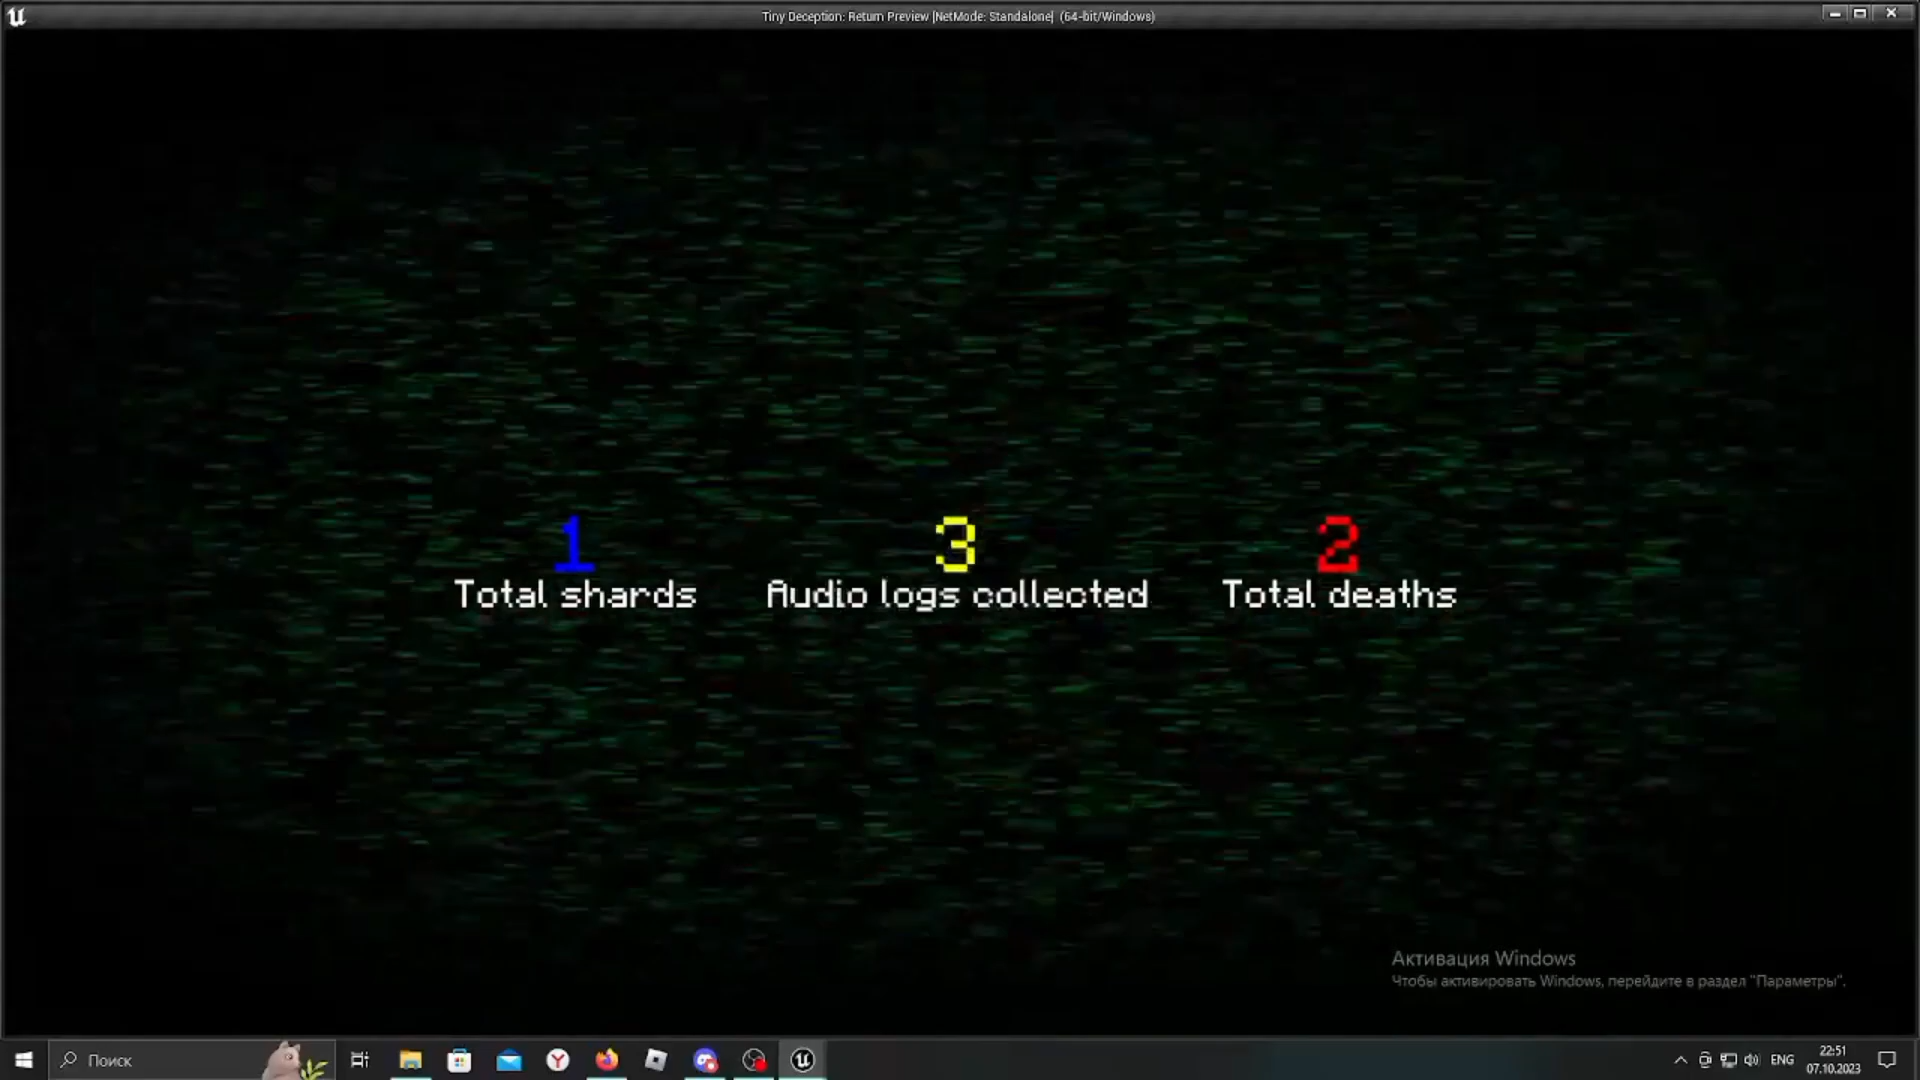 Tiny Deception: Return Preview [NetMode: Standalone] (64-bit/Windows)
1
Total shards
3
Audio logs collected
2
Total deaths
Активация Windows
Чтобы активировать Windows, перейдите в раздел "Параметры".
Поиск
ENG
22:51
07.10.2023